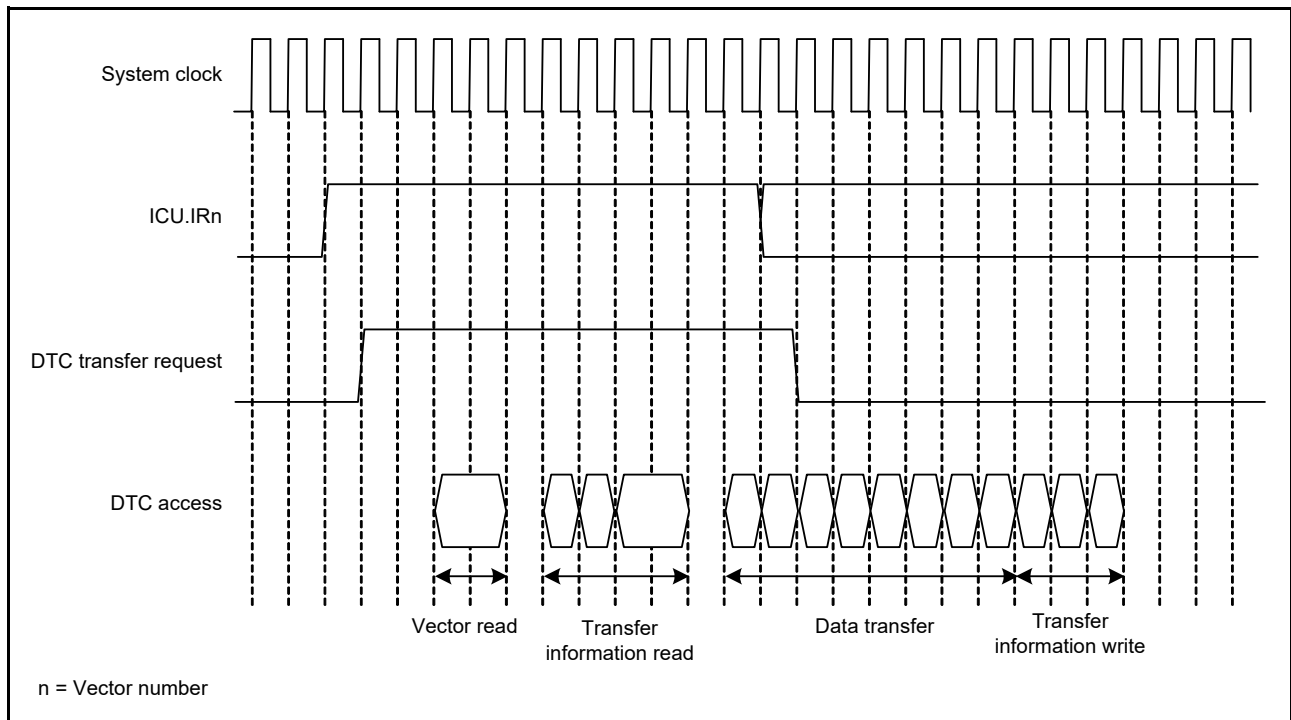 System clock
ICU.IRn
DTC transfer request
DTC access
Vector read
Transfer
information read
Data transfer
Transfer
information write
n = Vector number